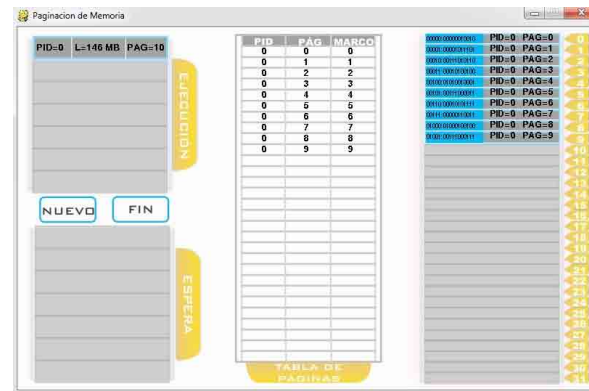 Paginacion de Memoria
PID=0 L=146 MB PAG=10
EJECUCIÓN
NUEVO FIN
ESPERA
PID PÁG MARCO
0 0 0
0 1 1
0 2 2
0 3 3
0 4 4
0 5 5
0 6 6
0 7 7
0 8 8
0 9 9
TABLA DE
PÁGINAS
PID=0 PAG=0 0
PID=0 PAG=1 1
PID=0 PAG=2 2
PID=0 PAG=3 3
PID=0 PAG=4 4
PID=0 PAG=5 5
PID=0 PAG=6 6
PID=0 PAG=7 7
PID=0 PAG=8 8
PID=0 PAG=9 9
10
11
12
13
14
15
16
17
18
19
20
21
22
23
24
25
26
27
28
29
30
31